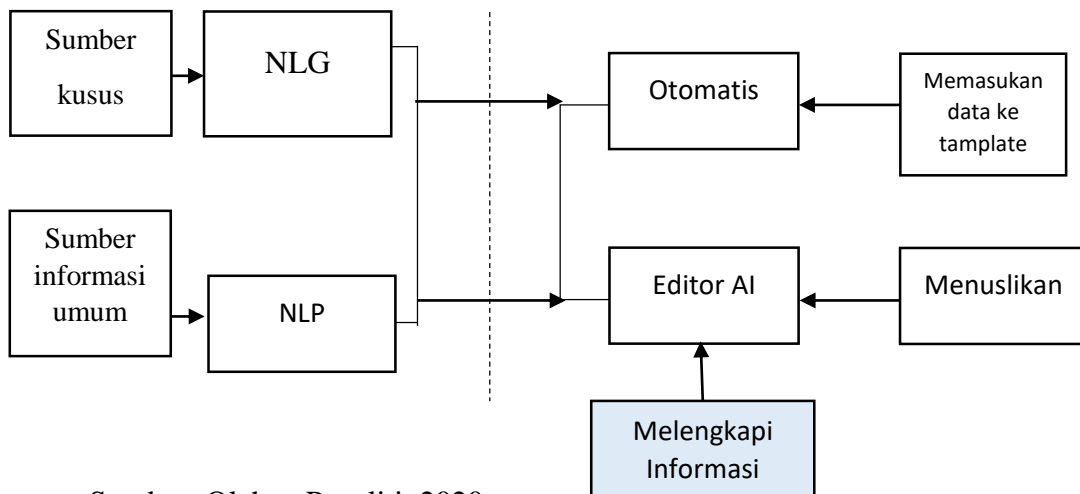 Sumber
kusus
NLG
Otomatis
Memasukan
data ke
tamplate
Sumber
informasi
umum
NLP
Editor AI
Menuslikan
Melengkapi
Informasi